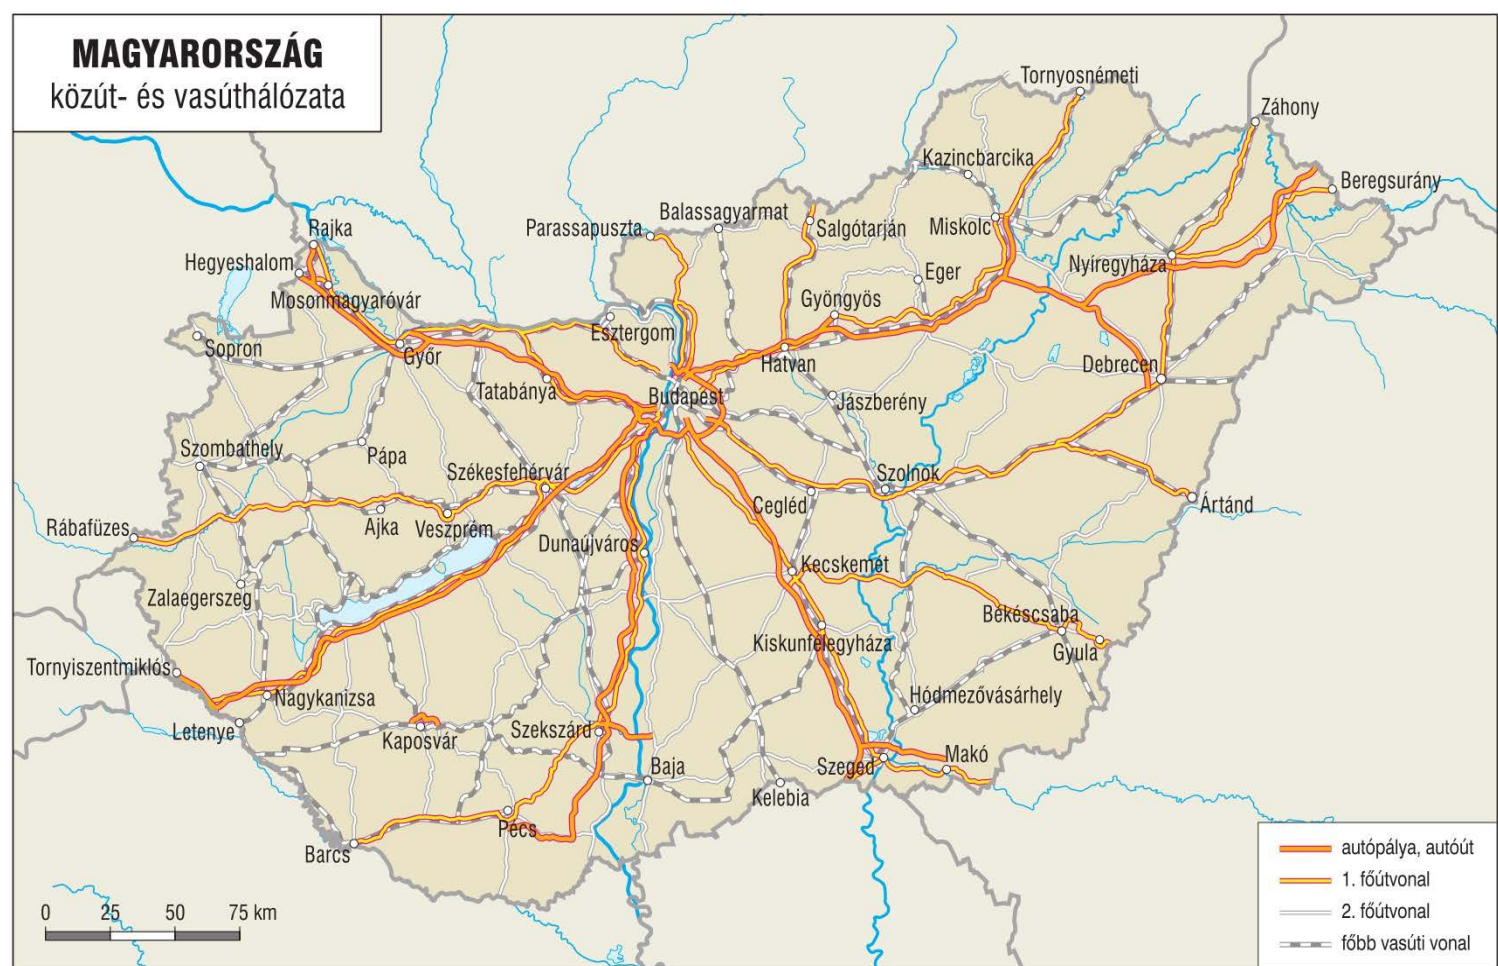 MAGYARORSZÁG
közút- és vasúthálózata
Tornyosnémeti
Záhony
Kazincbarcika
Beregsurány
Balassagyarmat
Parassapuszta
Salgótarján
Miskolc
Rajka
Nyíregyháza
Hegyeshalom
Eger
Mosonmagyaróvár
Gyöngyös
Esztergom
Sopron
Győr
Hatvan
Debrecen
Tatabánya
Budapest
Jászberény
Szombathely
Pápa
Székesfehérvár
Szolnok
Cegléd
Ártánd
Rábafüzes
Ajka
Veszprém
Dunaújváros
Kecskemét
Zalaegerszeg
Békéscsaba
Kiskunfélegyháza
Gyula
Tornyiszentmiklós
Nagykanizsa
Hódmezővásárhely
Letenye
Kaposvár
Szekszárd
Szeged
Makó
Baja
Kelebia
Pécs
Barcs
autópálya, autóút
1. főútvonal
2. főútvonal
főbb vasúti vonal
0 25 50 75 km